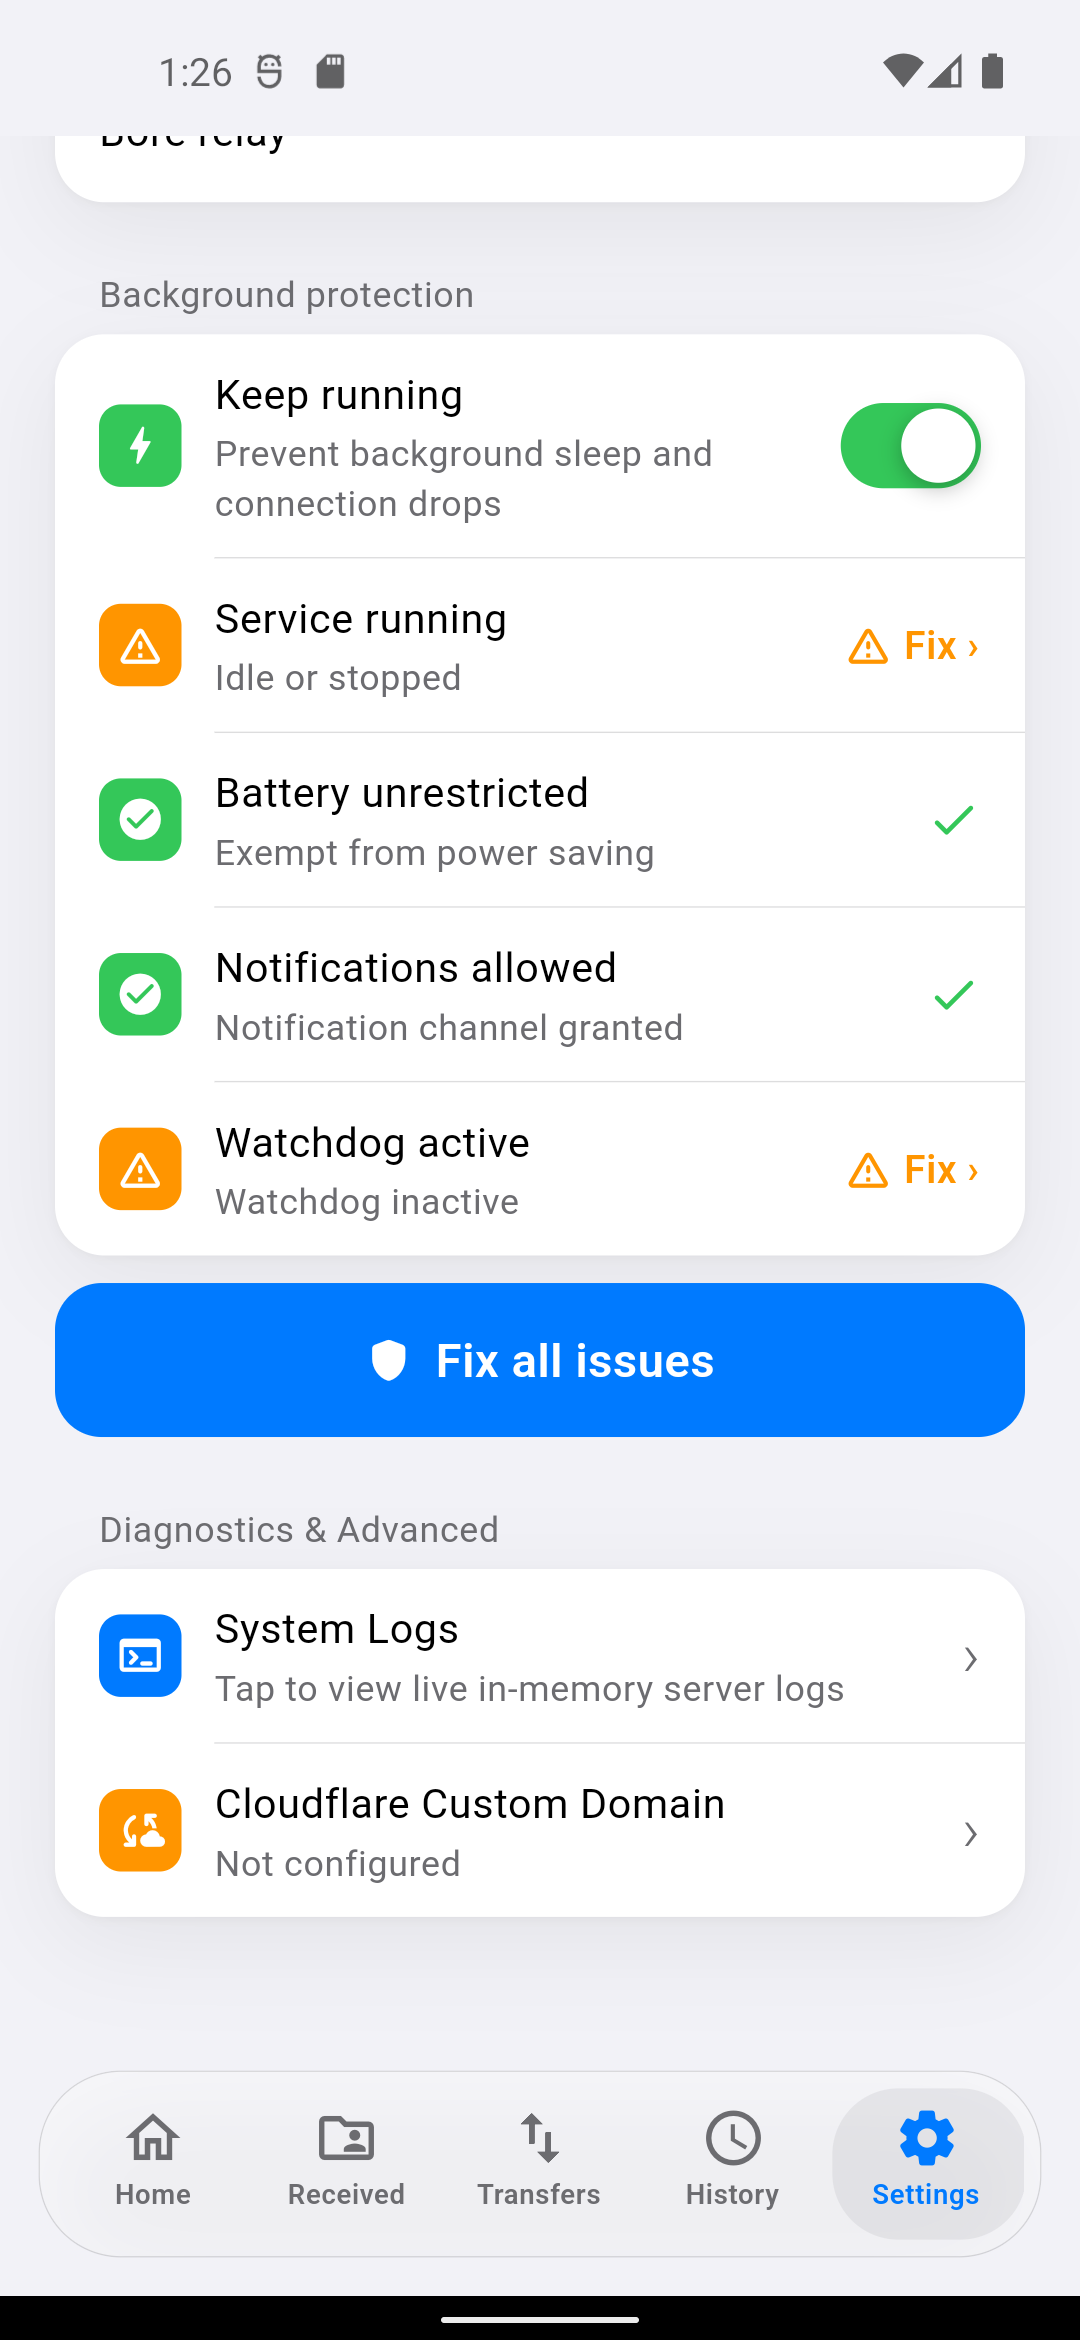 1:26
Bore relay
Background protection
Keep running
Prevent background sleep and
connection drops
Service running
Idle or stopped
Fix ›
Battery unrestricted
Exempt from power saving
Notifications allowed
Notification channel granted
Watchdog active
Watchdog inactive
Fix ›
Fix all issues
Diagnostics & Advanced
System Logs
Tap to view live in-memory server logs
Cloudflare Custom Domain
Not configured
Home
Received
Transfers
History
Settings